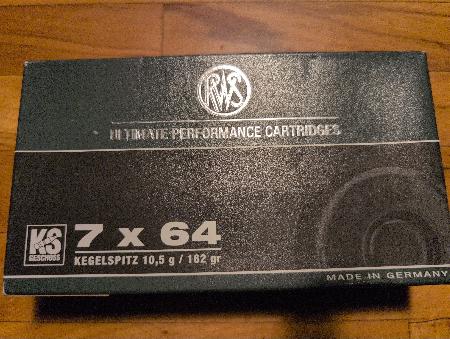 RWS
ULTIMATE PERFORMANCE CARTRIDGES
KS
GESCHOSS
7 x 64
KEGELSPITZ 10,5 g / 162 gr
MADE IN GERMANY